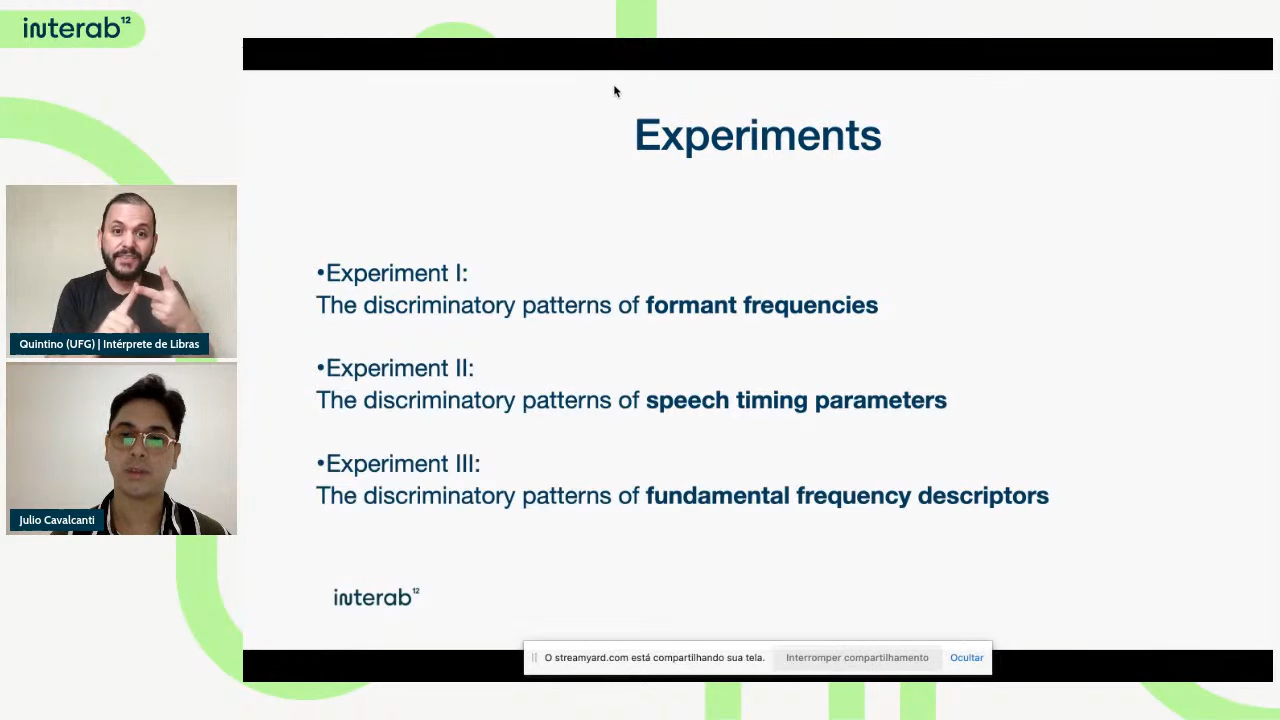 interab12
Experiments
•Experiment I:
The discriminatory patterns of formant frequencies
•Experiment II:
The discriminatory patterns of speech timing parameters
•Experiment III:
The discriminatory patterns of fundamental frequency descriptors
interab12
Quintino (UFG) | Intérprete de Libras
Julio Cavalcanti
O streamyard.com está compartilhando sua tela. Interromper compartilhamento Ocultar